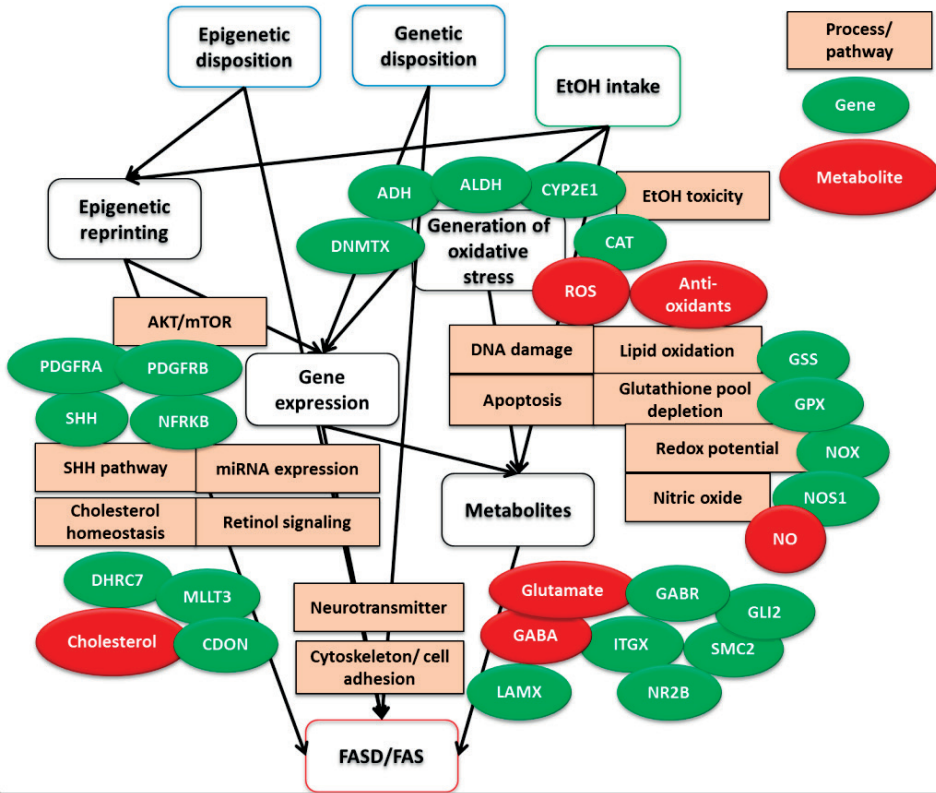 Epigenetic
disposition
Genetic
disposition
EtOH intake
Process/
pathway
Gene
Metabolite
ADH
ALDH
CYP2E1
EtOH toxicity
Epigenetic
reprinting
DNMTX
Generation of
oxidative
stress
CAT
ROS
Anti-
oxidants
AKT/mTOR
PDGFRA
PDGFRB
SHH
NFRKB
Gene
expression
DNA damage
Lipid oxidation
GSS
Apoptosis
Glutathione pool
depletion
GPX
Redox potential
NOX
SHH pathway
miRNA expression
Metabolites
Nitric oxide
NOS1
Cholesterol
homeostasis
Retinol signaling
NO
DHRC7
MLLT3
Cholesterol
CDON
Neurotransmitter
Cytoskeleton/ cell
adhesion
Glutamate
GABR
GLI2
GABA
ITGX
SMC2
LAMX
NR2B
FASD/FAS